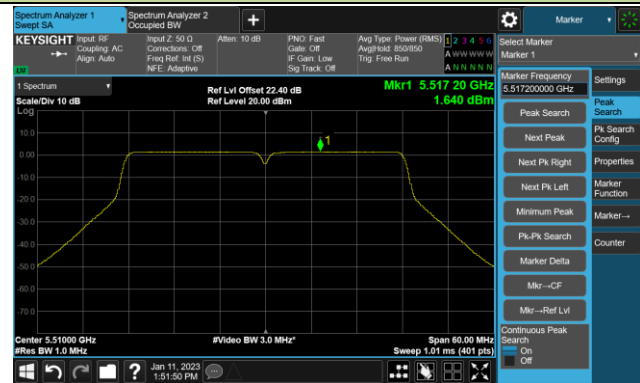 Spectrum Analyzer 1
Swept SA
Spectrum Analyzer 2
Occupied BW
+
Marker
KEYSIGHT
Input: RF
Coupling: AC
Align: Auto
Input Z: 50 Ω
Corrections: Off
Freq Ref: Int (S)
NFE: Adaptive
Atten: 10 dB
PNO: Fast
Gate: Off
IF Gain: Low
Sig Track: Off
Avg Type: Power (RMS)
Avg|Hold: 850/850
Trig: Free Run
1 2 3 4 5 6
A W W W W W
A N N N N N
Select Marker
Marker 1
1 Spectrum
Scale/Div 10 dB
Ref Lvl Offset 22.40 dB
Ref Level 20.00 dBm
Mkr1 5.517 20 GHz
1.640 dBm
Log
10.0
0.00
-10.0
-20.0
-30.0
-40.0
-50.0
-60.0
-70.0
1
Center 5.51000 GHz
#Res BW 1.0 MHz
#Video BW 3.0 MHz*
Span 60.00 MHz
Sweep 1.01 ms (401 pts)
Marker Frequency
5.517200000 GHz
Peak Search
Next Peak
Next Pk Right
Next Pk Left
Minimum Peak
Pk-Pk Search
Marker Delta
Mkr→CF
Mkr→Ref Lvl
Continuous Peak
Search
On
Off
Settings
Peak
Search
Pk Search
Config
Properties
Marker
Function
Marker→
Counter
?
Jan 11, 2023
1:51:50 PM